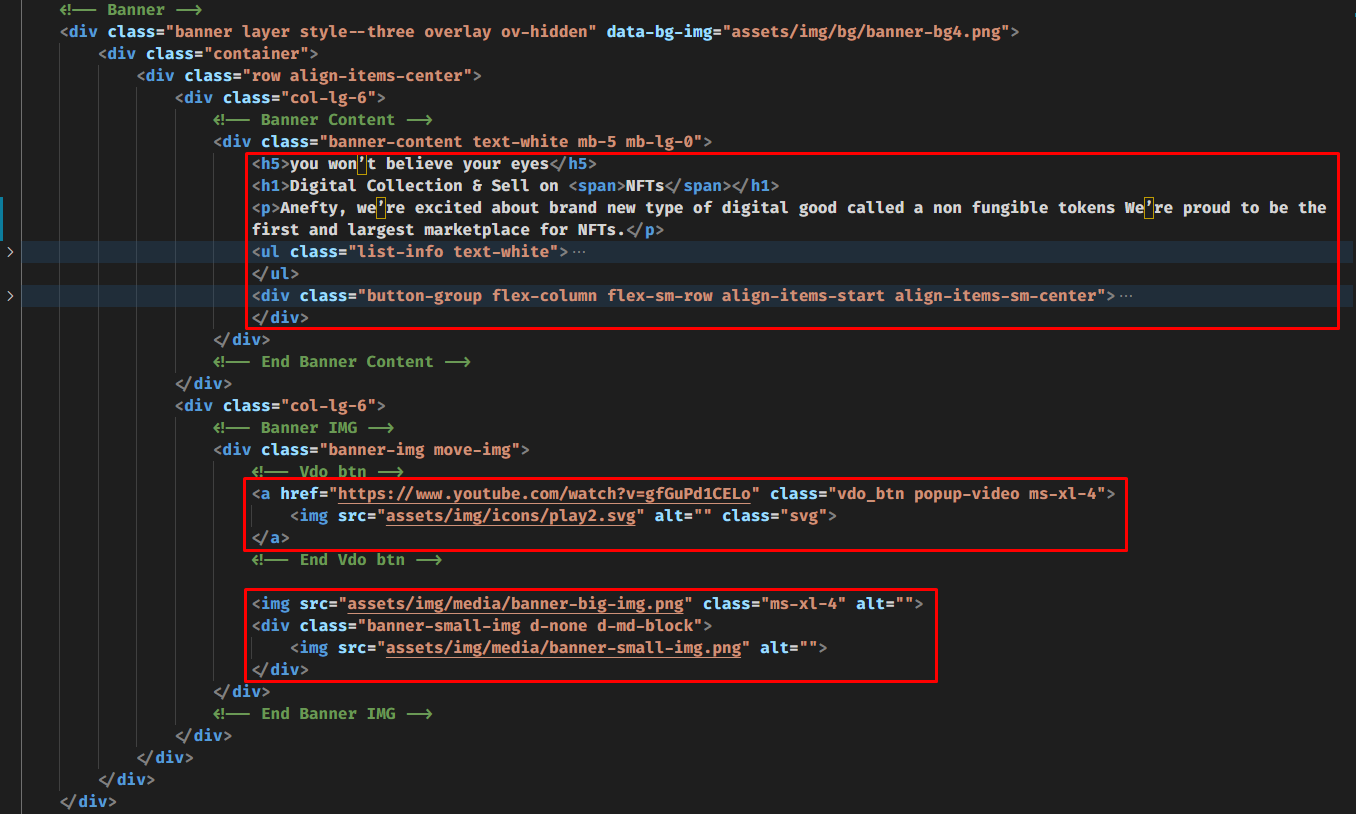 <!-- Banner -->
<div class="banner layer style--three overlay ov-hidden" data-bg-img="assets/img/bg/banner-bg4.png">
<div class="container">
<div class="row align-items-center">
<div class="col-lg-6">
<!-- Banner Content -->
<div class="banner-content text-white mb-5 mb-lg-0">
<h5>you won’t believe your eyes</h5>
<h1>Digital Collection & Sell on <span>NFTs</span></h1>
<p>Anefty, we’re excited about brand new type of digital good called a non fungible tokens We’re proud to be the
first and largest marketplace for NFTs.</p>
<ul class="list-info text-white">⋯
</ul>
<div class="button-group flex-column flex-sm-row align-items-start align-items-sm-center">⋯
</div>
</div>
<!-- End Banner Content -->
</div>
<div class="col-lg-6">
<!-- Banner IMG -->
<div class="banner-img move-img">
<!-- Vdo btn -->
<a href="https://www.youtube.com/watch?v=gfGuPd1CELo" class="vdo_btn popup-video ms-xl-4">
<img src="assets/img/icons/play2.svg" alt="" class="svg">
</a>
<!-- End Vdo btn -->
<img src="assets/img/media/banner-big-img.png" class="ms-xl-4" alt="">
<div class="banner-small-img d-none d-md-block">
<img src="assets/img/media/banner-small-img.png" alt="">
</div>
</div>
<!-- End Banner IMG -->
</div>
</div>
</div>
</div>